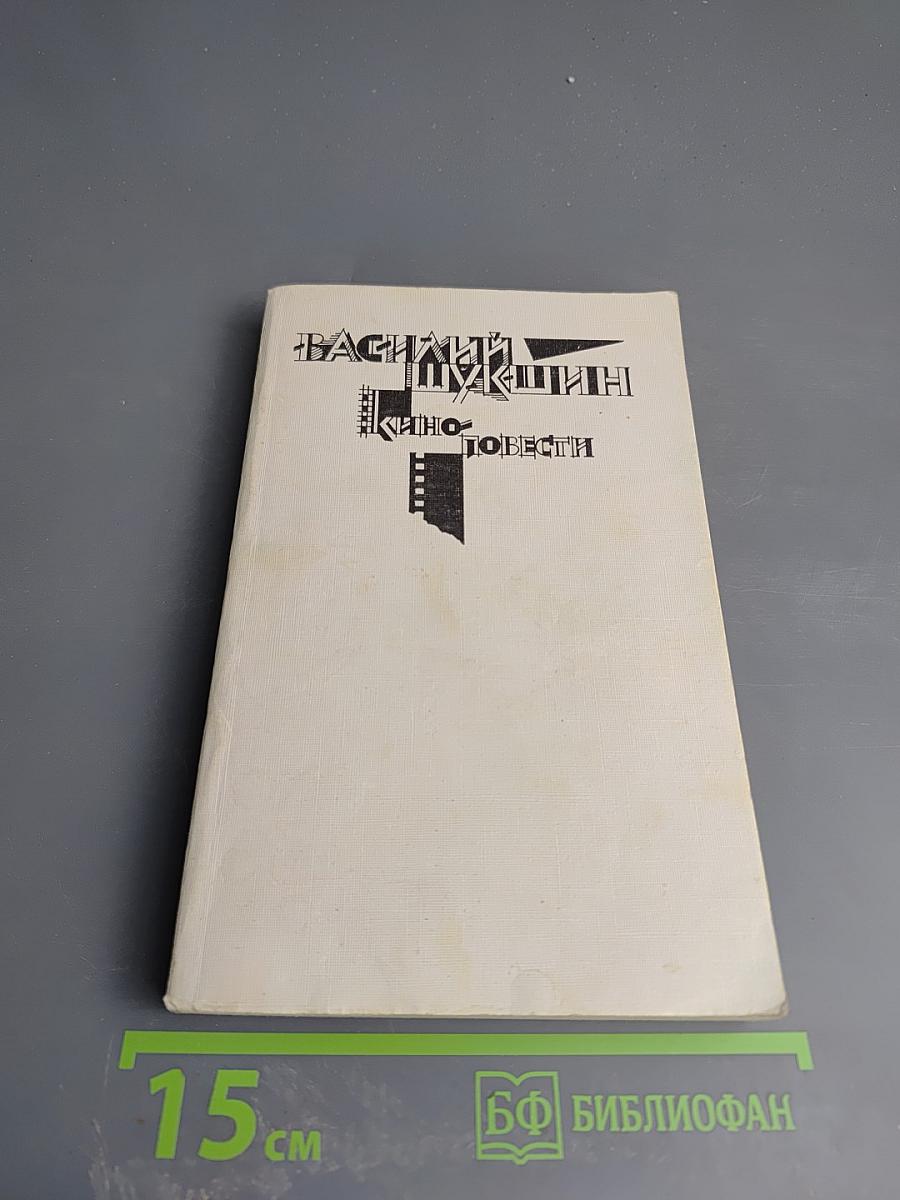 ВАСИЛИЙ
ШУКШИН
КИНО-
ПОВЕСТИ
15 см
БФ БИБЛИОФАН